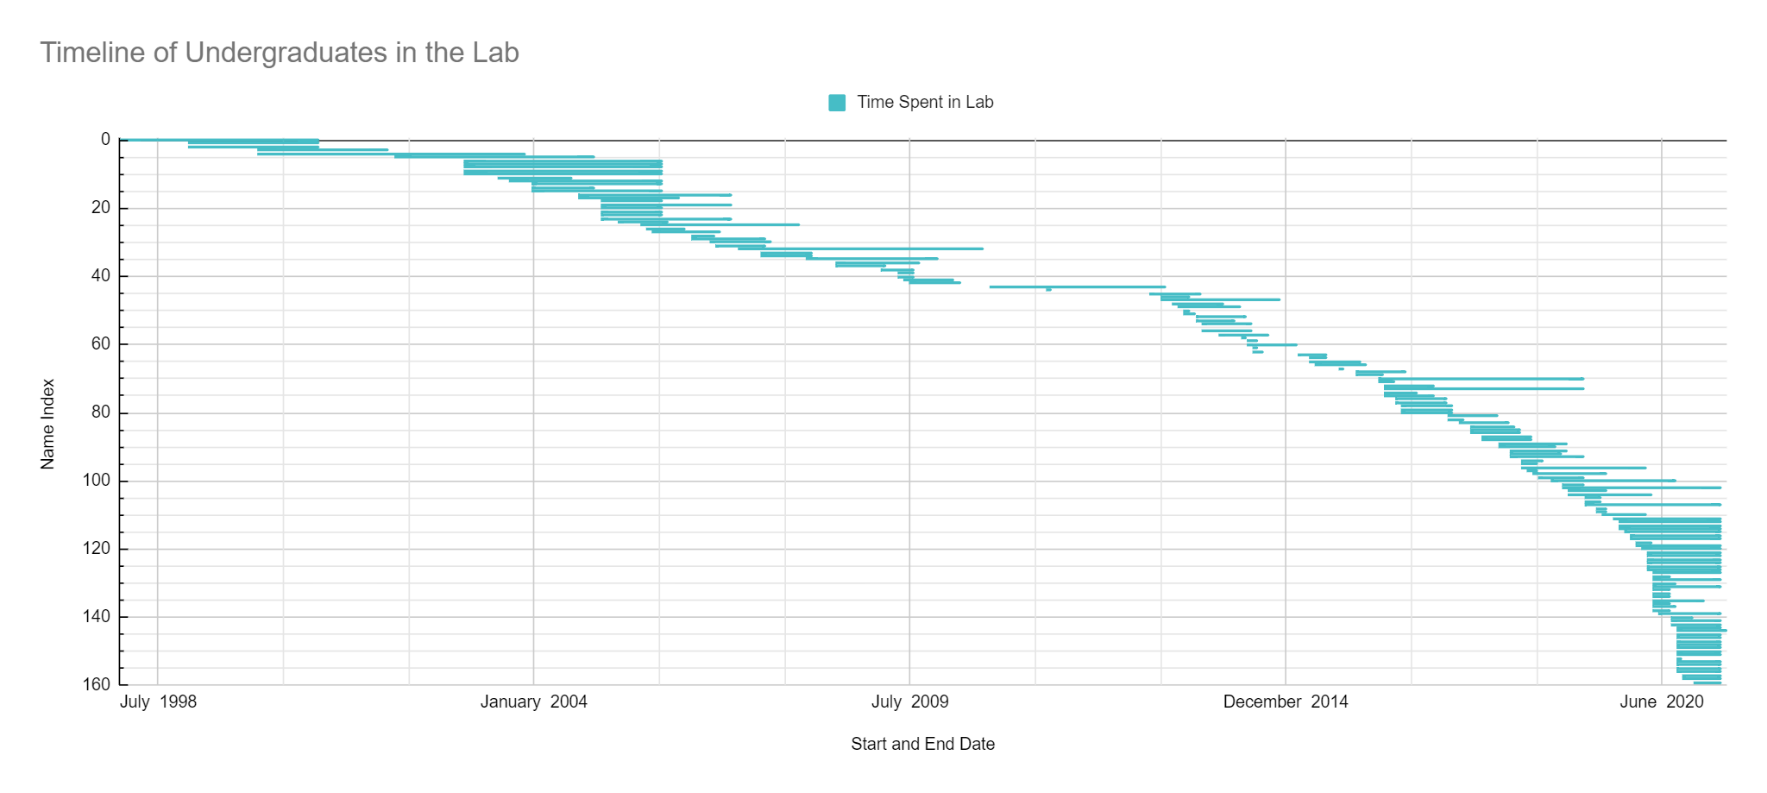 Timeline of Undergraduates in the Lab
Time Spent in Lab
0
20
40
60
80
100
120
140
160
Name Index
July 1998
January 2004
July 2009
December 2014
June 2020
Start and End Date